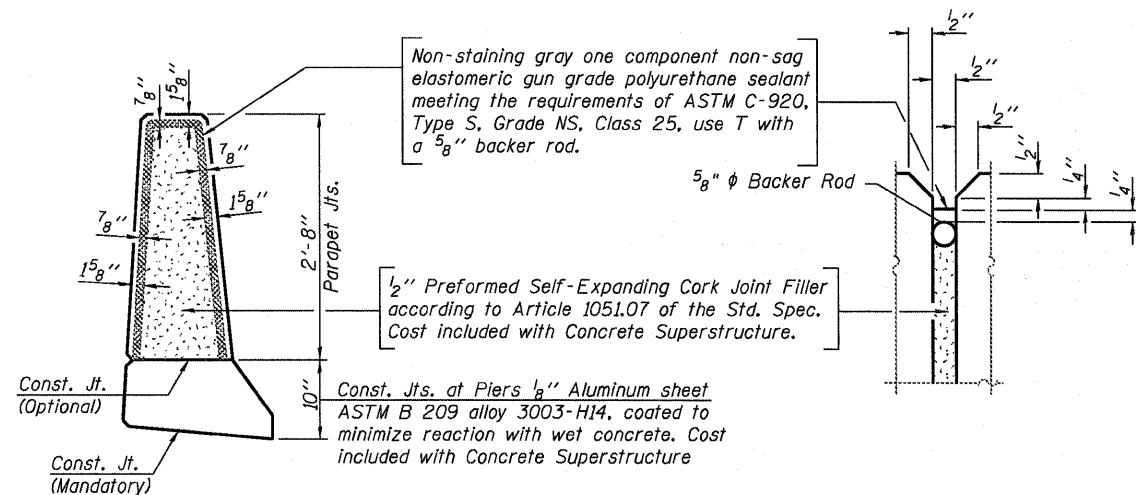 Non-staining gray one component non-sag
elastomeric gun grade polyurethane sealant
meeting the requirements of ASTM C-920,
Type S, Grade NS, Class 25, use T with
a 5/8" backer rod.
7/8"
1 5/8"
7/8"
1 5/8"
7/8"
1 5/8"
2'-8"
Parapet Jts.
10"
1/2"
1/2"
1/2"
1/2"
1/4"
1/4"
5/8" ϕ Backer Rod
1/2" Preformed Self-Expanding Cork Joint Filler
according to Article 1051.07 of the Std. Spec.
Cost included with Concrete Superstructure.
Const. Jt.
(Optional)
Const. Jts. at Piers 1/8" Aluminum sheet
ASTM B 209 alloy 3003-H14, coated to
minimize reaction with wet concrete. Cost
included with Concrete Superstructure
Const. Jt.
(Mandatory)